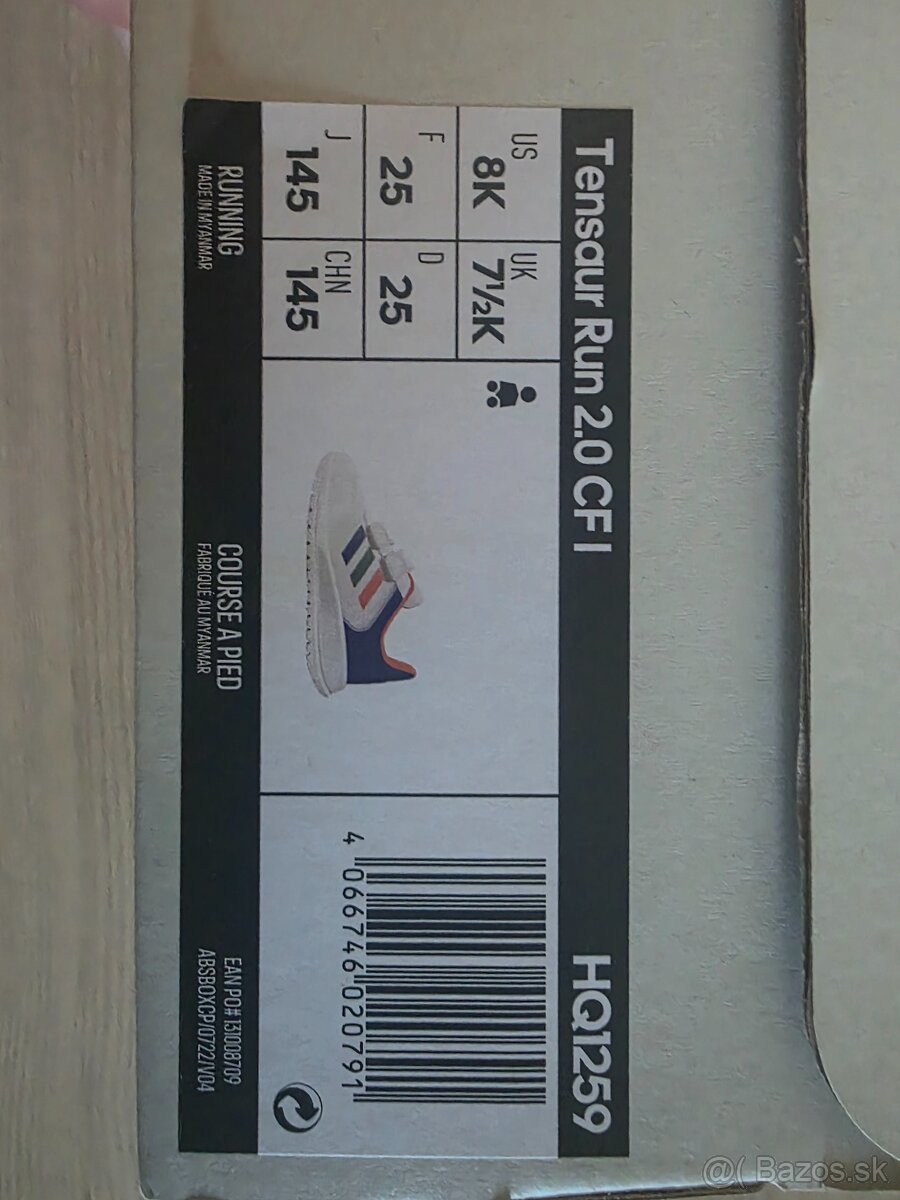 Tensaur Run 2.0 CF I HQ1259
US UK
8K 7½K
F D
25 25
J CHN
145 145
4 066746 020791
RUNNING COURSE A PIED EAN PO# 131008709
MADE IN MYANMAR FABRIQUÉ AU MYANMAR ABSBOXCP/0722/V04
@( Bazos.sk